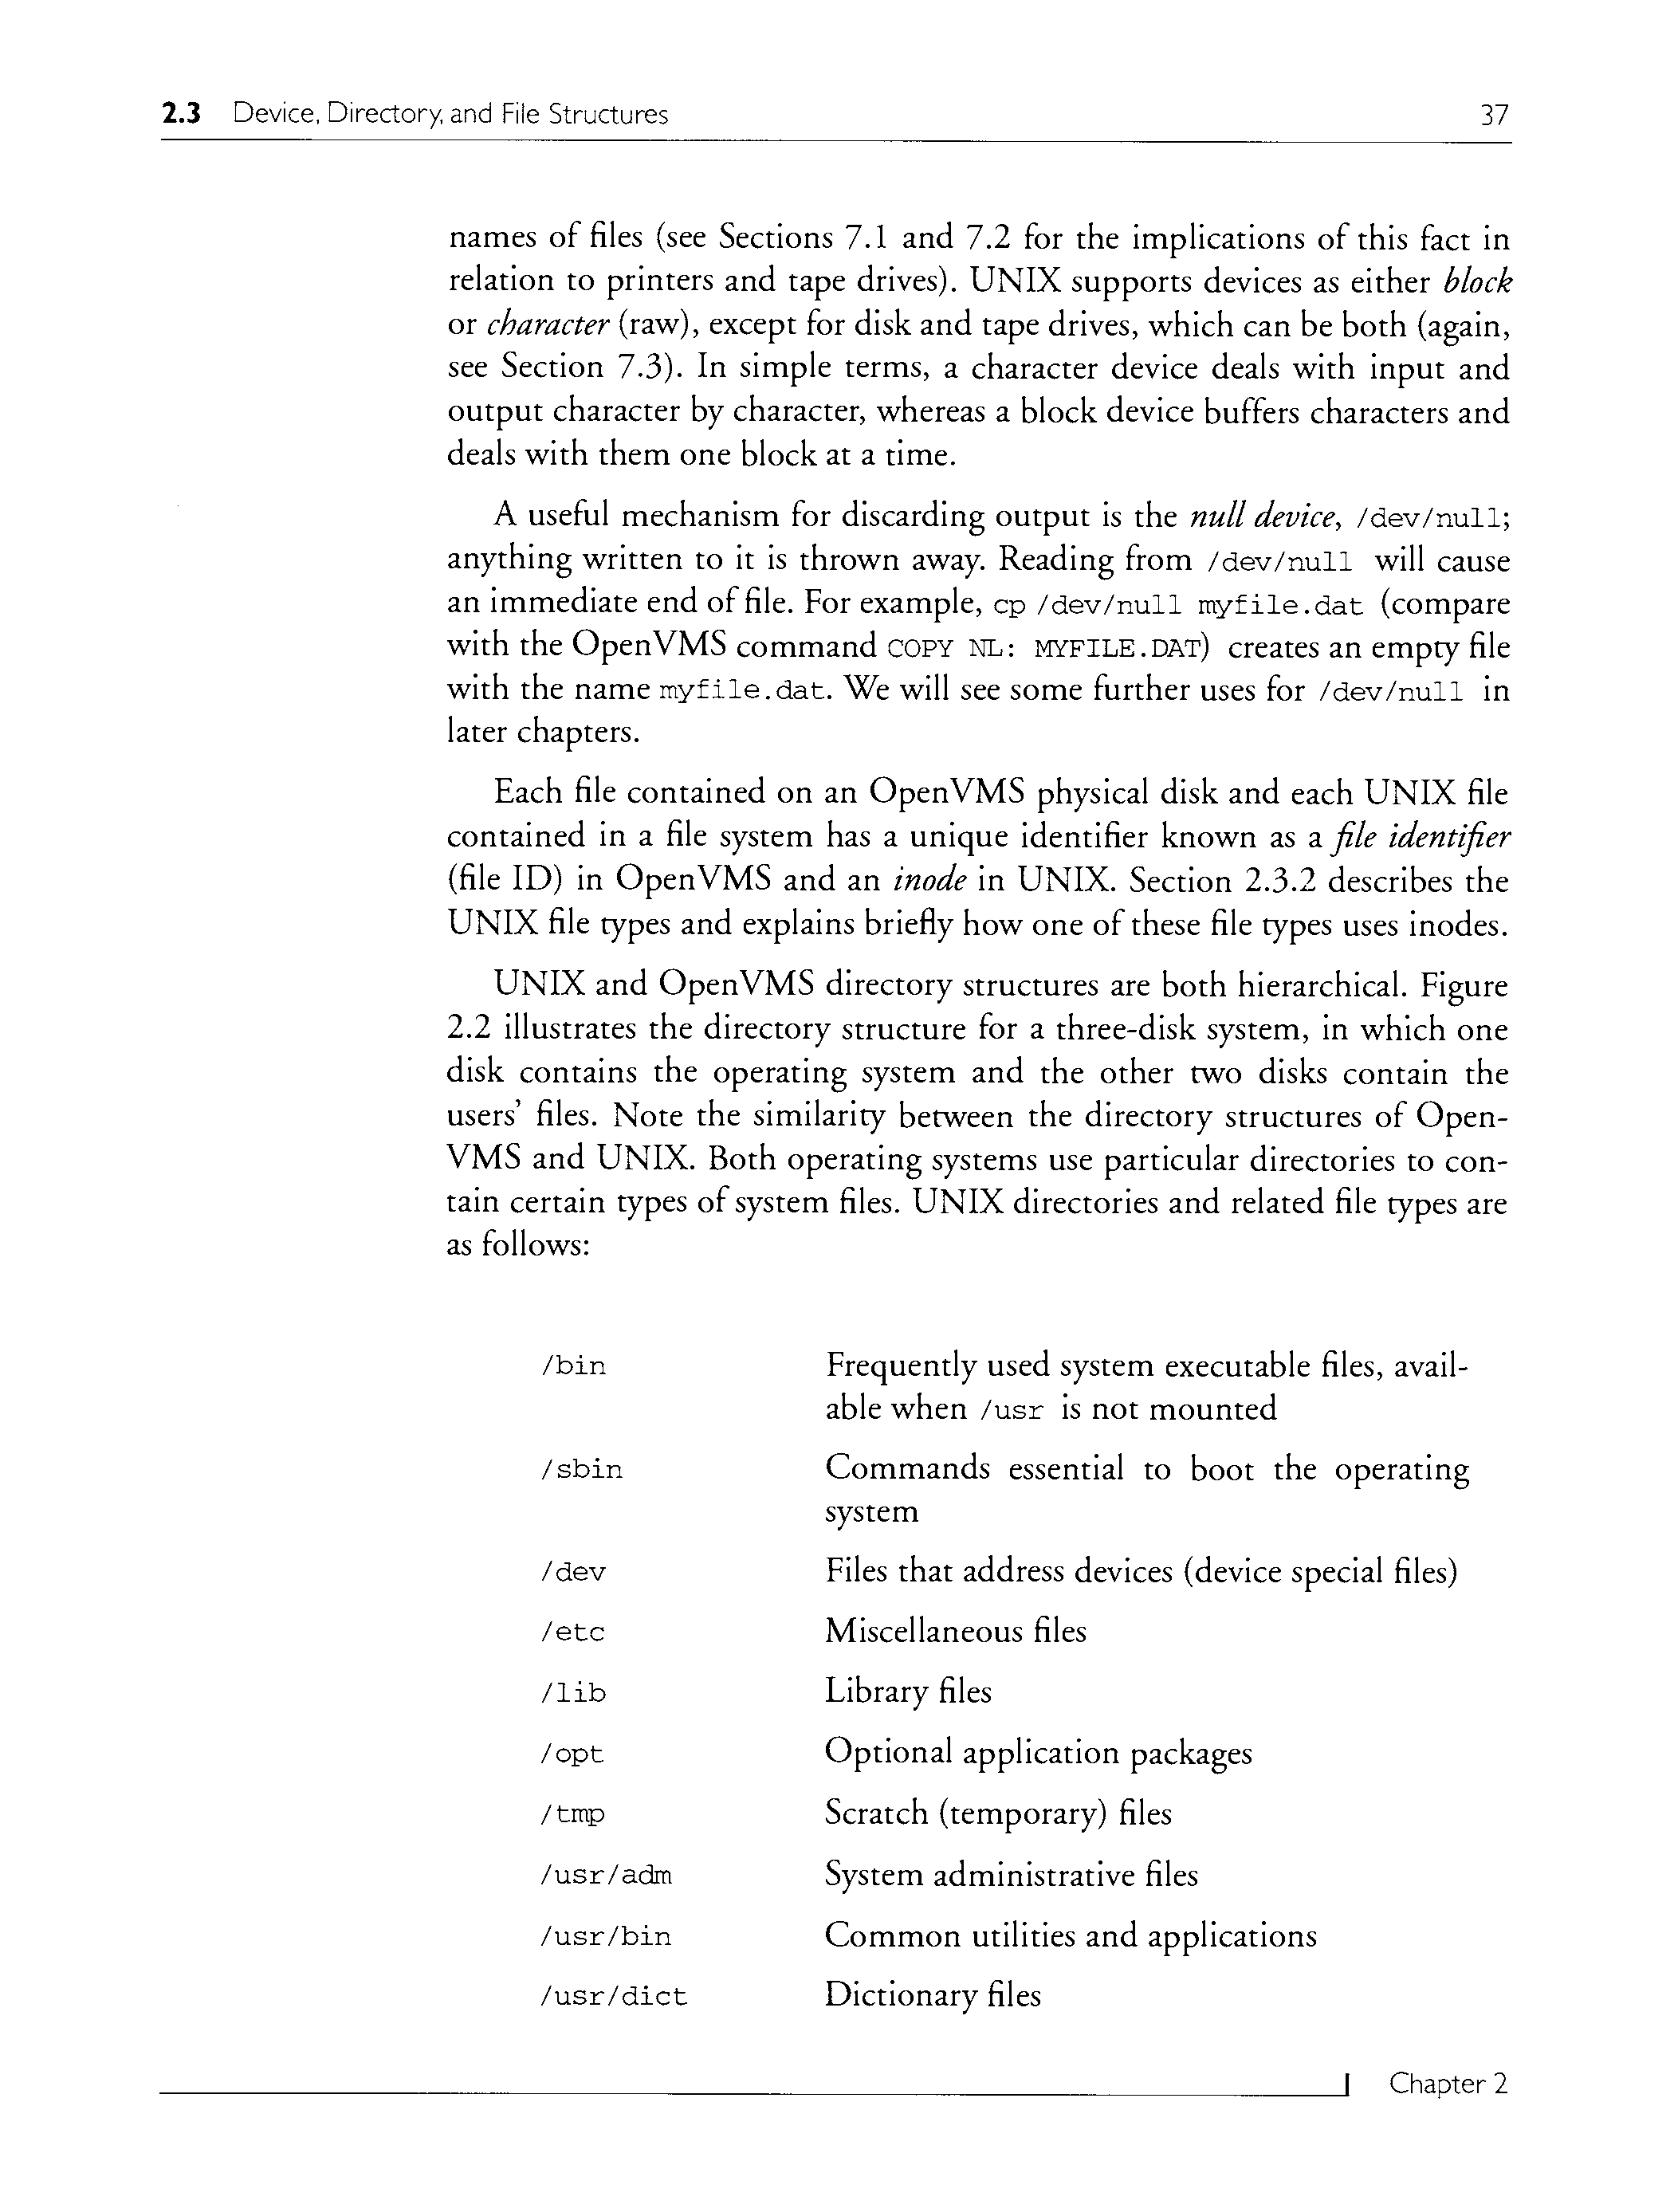 2.3 Device, Directory, and File Structures 37
names of files (see Sections 7.1 and 7.2 for the implications of this fact in
relation to printers and tape drives). UNIX supports devices as either block
or character (raw), except for disk and tape drives, which can be both (again,
see Section 7.3). In simple terms, a character device deals with input and
output character by character, whereas a block device buffers characters and
deals with them one block at a time.
A useful mechanism for discarding output is the null device, /dev/null;
anything written to it is thrown away. Reading from /dev/null will cause
an immediate end of file. For example, cp /dev/null myfile.dat (compare
with the OpenVMS command COPY NL: MYFILE.DAT) creates an empty file
with the name myfile.dat. We will see some further uses for /dev/null in
later chapters.
Each file contained on an OpenVMS physical disk and each UNIX file
contained in a file system has a unique identifier known as a file identifier
(file ID) in OpenVMS and an inode in UNIX. Section 2.3.2 describes the
UNIX file types and explains briefly how one of these file types uses inodes.
UNIX and OpenVMS directory structures are both hierarchical. Figure
2.2 illustrates the directory structure for a three-disk system, in which one
disk contains the operating system and the other two disks contain the
users' files. Note the similarity between the directory structures of Open-
VMS and UNIX. Both operating systems use particular directories to con-
tain certain types of system files. UNIX directories and related file types are
as follows:
/bin Frequently used system executable files, avail-
able when /usr is not mounted
/sbin Commands essential to boot the operating
system
/dev Files that address devices (device special files)
/etc Miscellaneous files
/lib Library files
/opt Optional application packages
/tmp Scratch (temporary) files
/usr/adm System administrative files
/usr/bin Common utilities and applications
/usr/dict Dictionary files
Chapter 2